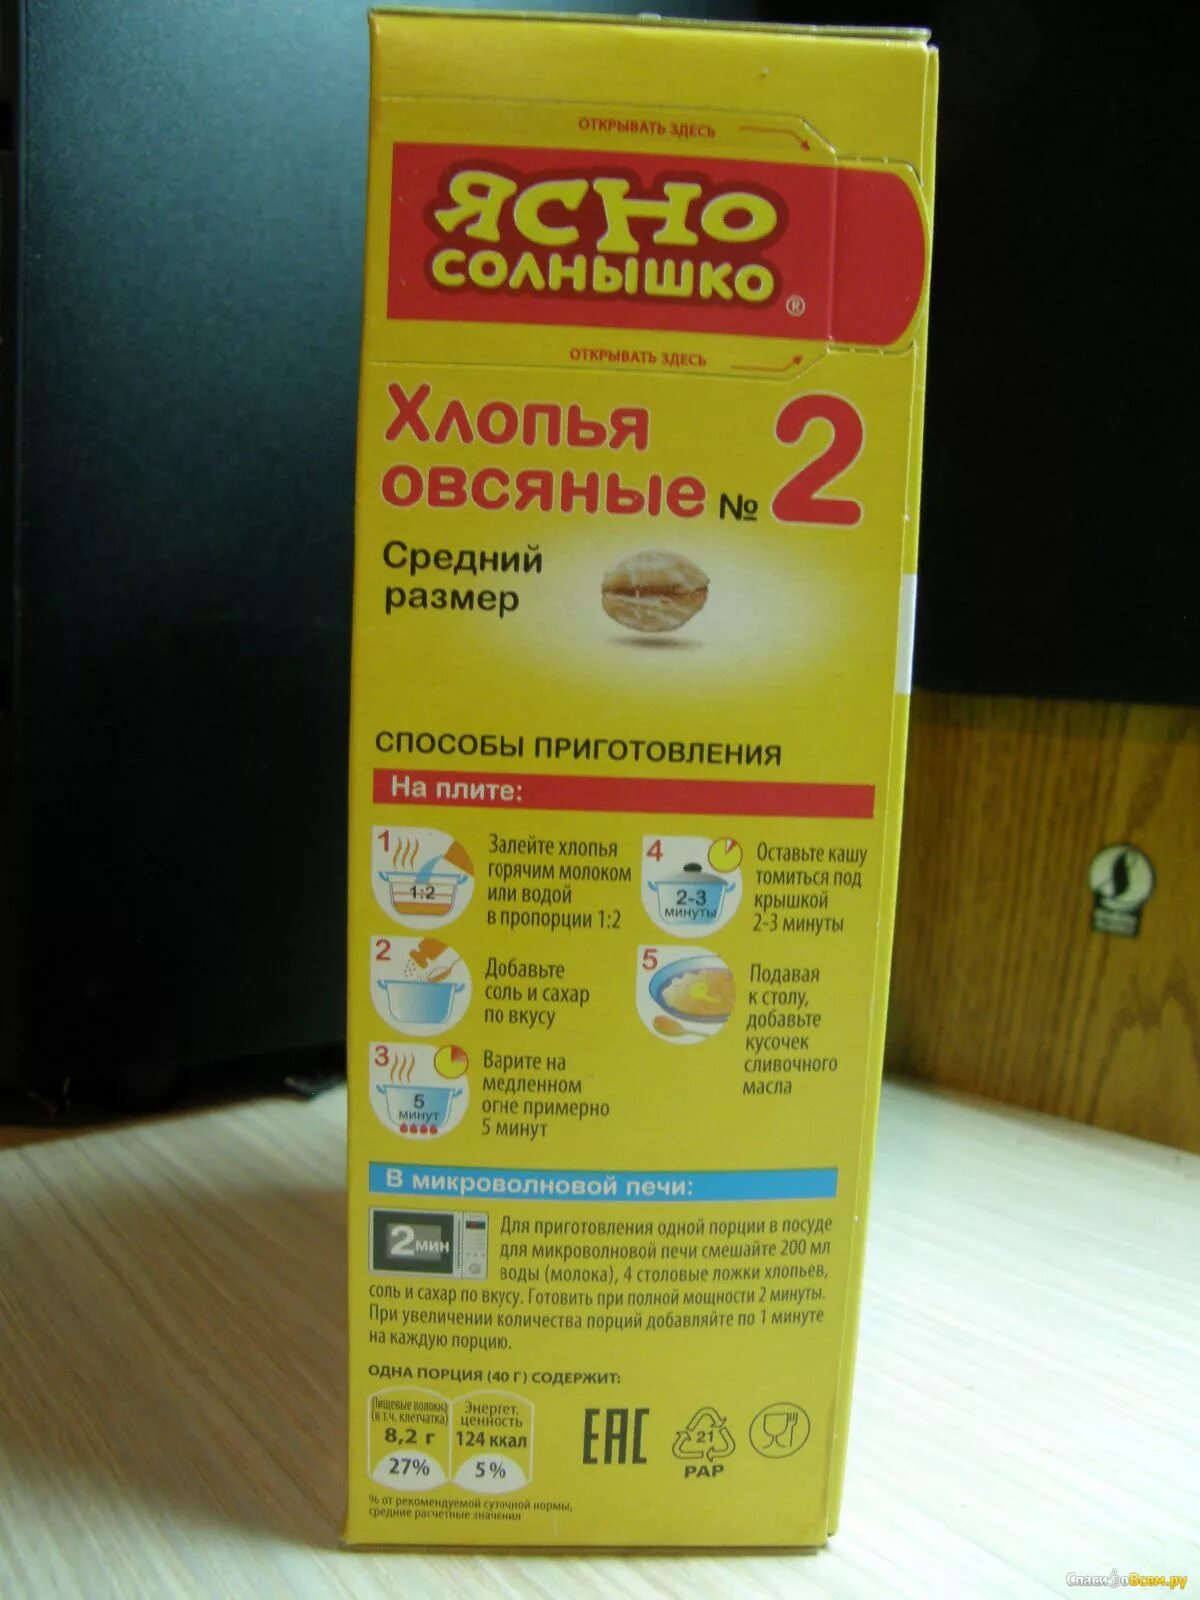 ОТКРЫВАТЬ ЗДЕСЬ
ЯСНО
СОЛНЫШКО
®
ОТКРЫВАТЬ ЗДЕСЬ
Хлопья
овсяные № 2
Средний
размер
СПОСОБЫ ПРИГОТОВЛЕНИЯ
На плите:
1
1:2
Залейте хлопья
горячим молоком
или водой
в пропорции 1:2
2
Добавьте
соль и сахар
по вкусу
3
5
минут
Варите на
медленном
огне примерно
5 минут
4
2-3
минуты
Оставьте кашу
томиться под
крышкой
2-3 минуты
5
Подавая
к столу,
добавьте
кусочек
сливочного
масла
В микроволновой печи:
2 мин
Для приготовления одной порции в посуде
для микроволновой печи смешайте 200 мл
воды (молока), 4 столовые ложки хлопьев,
соль и сахар по вкусу. Готовить при полной мощности 2 минуты.
При увеличении количества порций добавляйте по 1 минуте
на каждую порцию.
ОДНА ПОРЦИЯ (40 Г) СОДЕРЖИТ:
Пищевые волокна
(в т.ч. клетчатка)
8,2 г
27%
Энергет.
ценность
124 ккал
5%
EAC
21
PAP
% от рекомендуемой суточной нормы,
средние расчетные значения
СпасибоВсем.ру